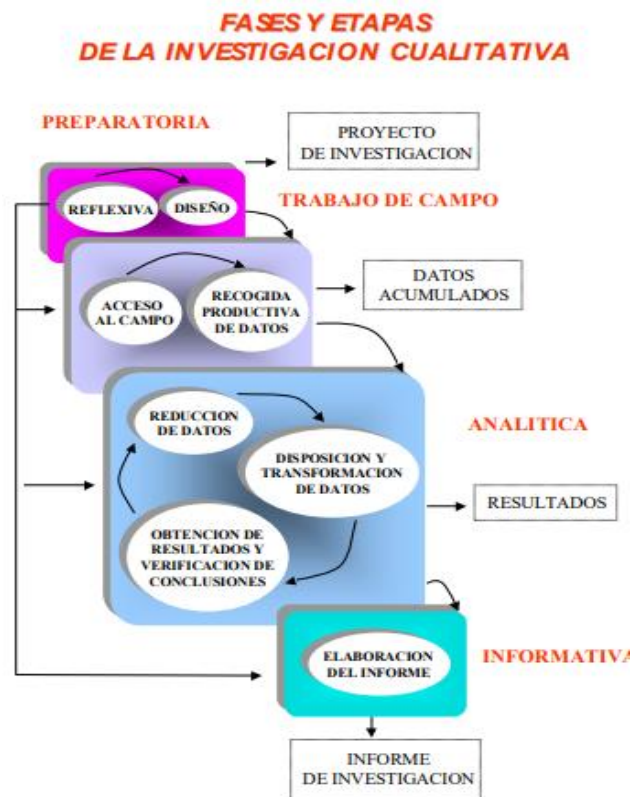 FASES Y ETAPAS
DE LA INVESTIGACION CUALITATIVA
PREPARATORIA
PROYECTO
DE INVESTIGACION
REFLEXIVA
DISEÑO
TRABAJO DE CAMPO
ACCESO
AL CAMPO
RECOGIDA
PRODUCTIVA
DE DATOS
DATOS
ACUMULADOS
REDUCCION
DE DATOS
ANALITICA
DISPOSICION Y
TRANSFORMACION
DE DATOS
RESULTADOS
OBTENCION DE
RESULTADOS Y
VERIFICACION DE
CONCLUSIONES
ELABORACION
DEL INFORME
INFORMATIVA
INFORME
DE INVESTIGACION